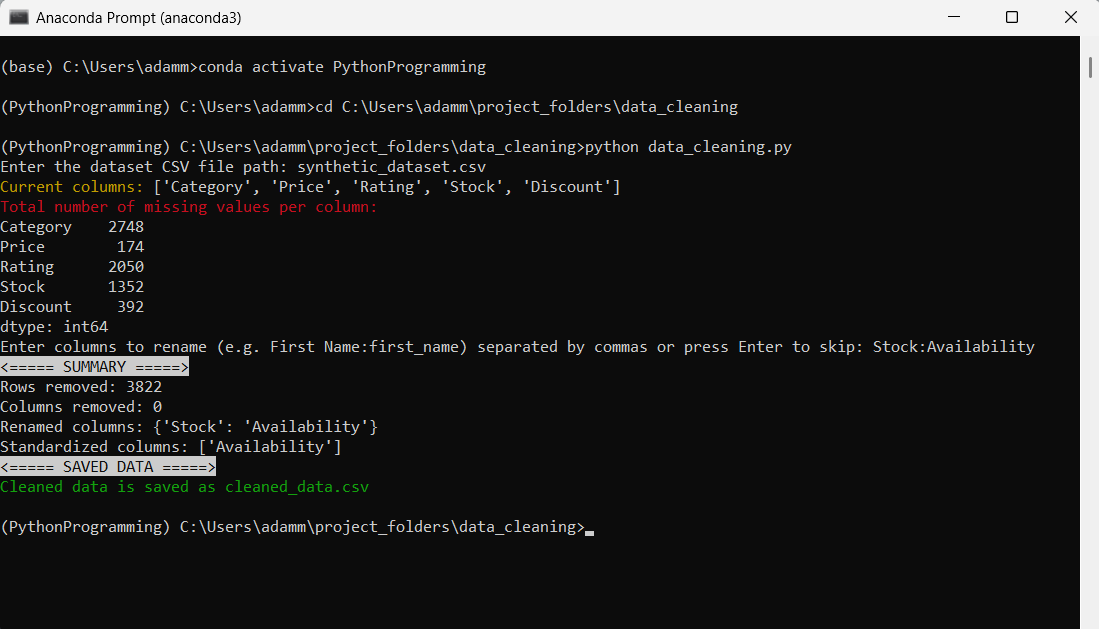 Anaconda Prompt (anaconda3)
(base) C:\Users\adamm>conda activate PythonProgramming
(PythonProgramming) C:\Users\adamm>cd C:\Users\adamm\project_folders\data_cleaning
(PythonProgramming) C:\Users\adamm\project_folders\data_cleaning>python data_cleaning.py
Enter the dataset CSV file path: synthetic_dataset.csv
Current columns: ['Category', 'Price', 'Rating', 'Stock', 'Discount']
Total number of missing values per column:
Category    2748
Price        174
Rating      2050
Stock       1352
Discount     392
dtype: int64
Enter columns to rename (e.g. First Name:first_name) separated by commas or press Enter to skip: Stock:Availability
<===== SUMMARY =====>
Rows removed: 3822
Columns removed: 0
Renamed columns: {'Stock': 'Availability'}
Standardized columns: ['Availability']
<===== SAVED DATA =====>
Cleaned data is saved as cleaned_data.csv
(PythonProgramming) C:\Users\adamm\project_folders\data_cleaning>